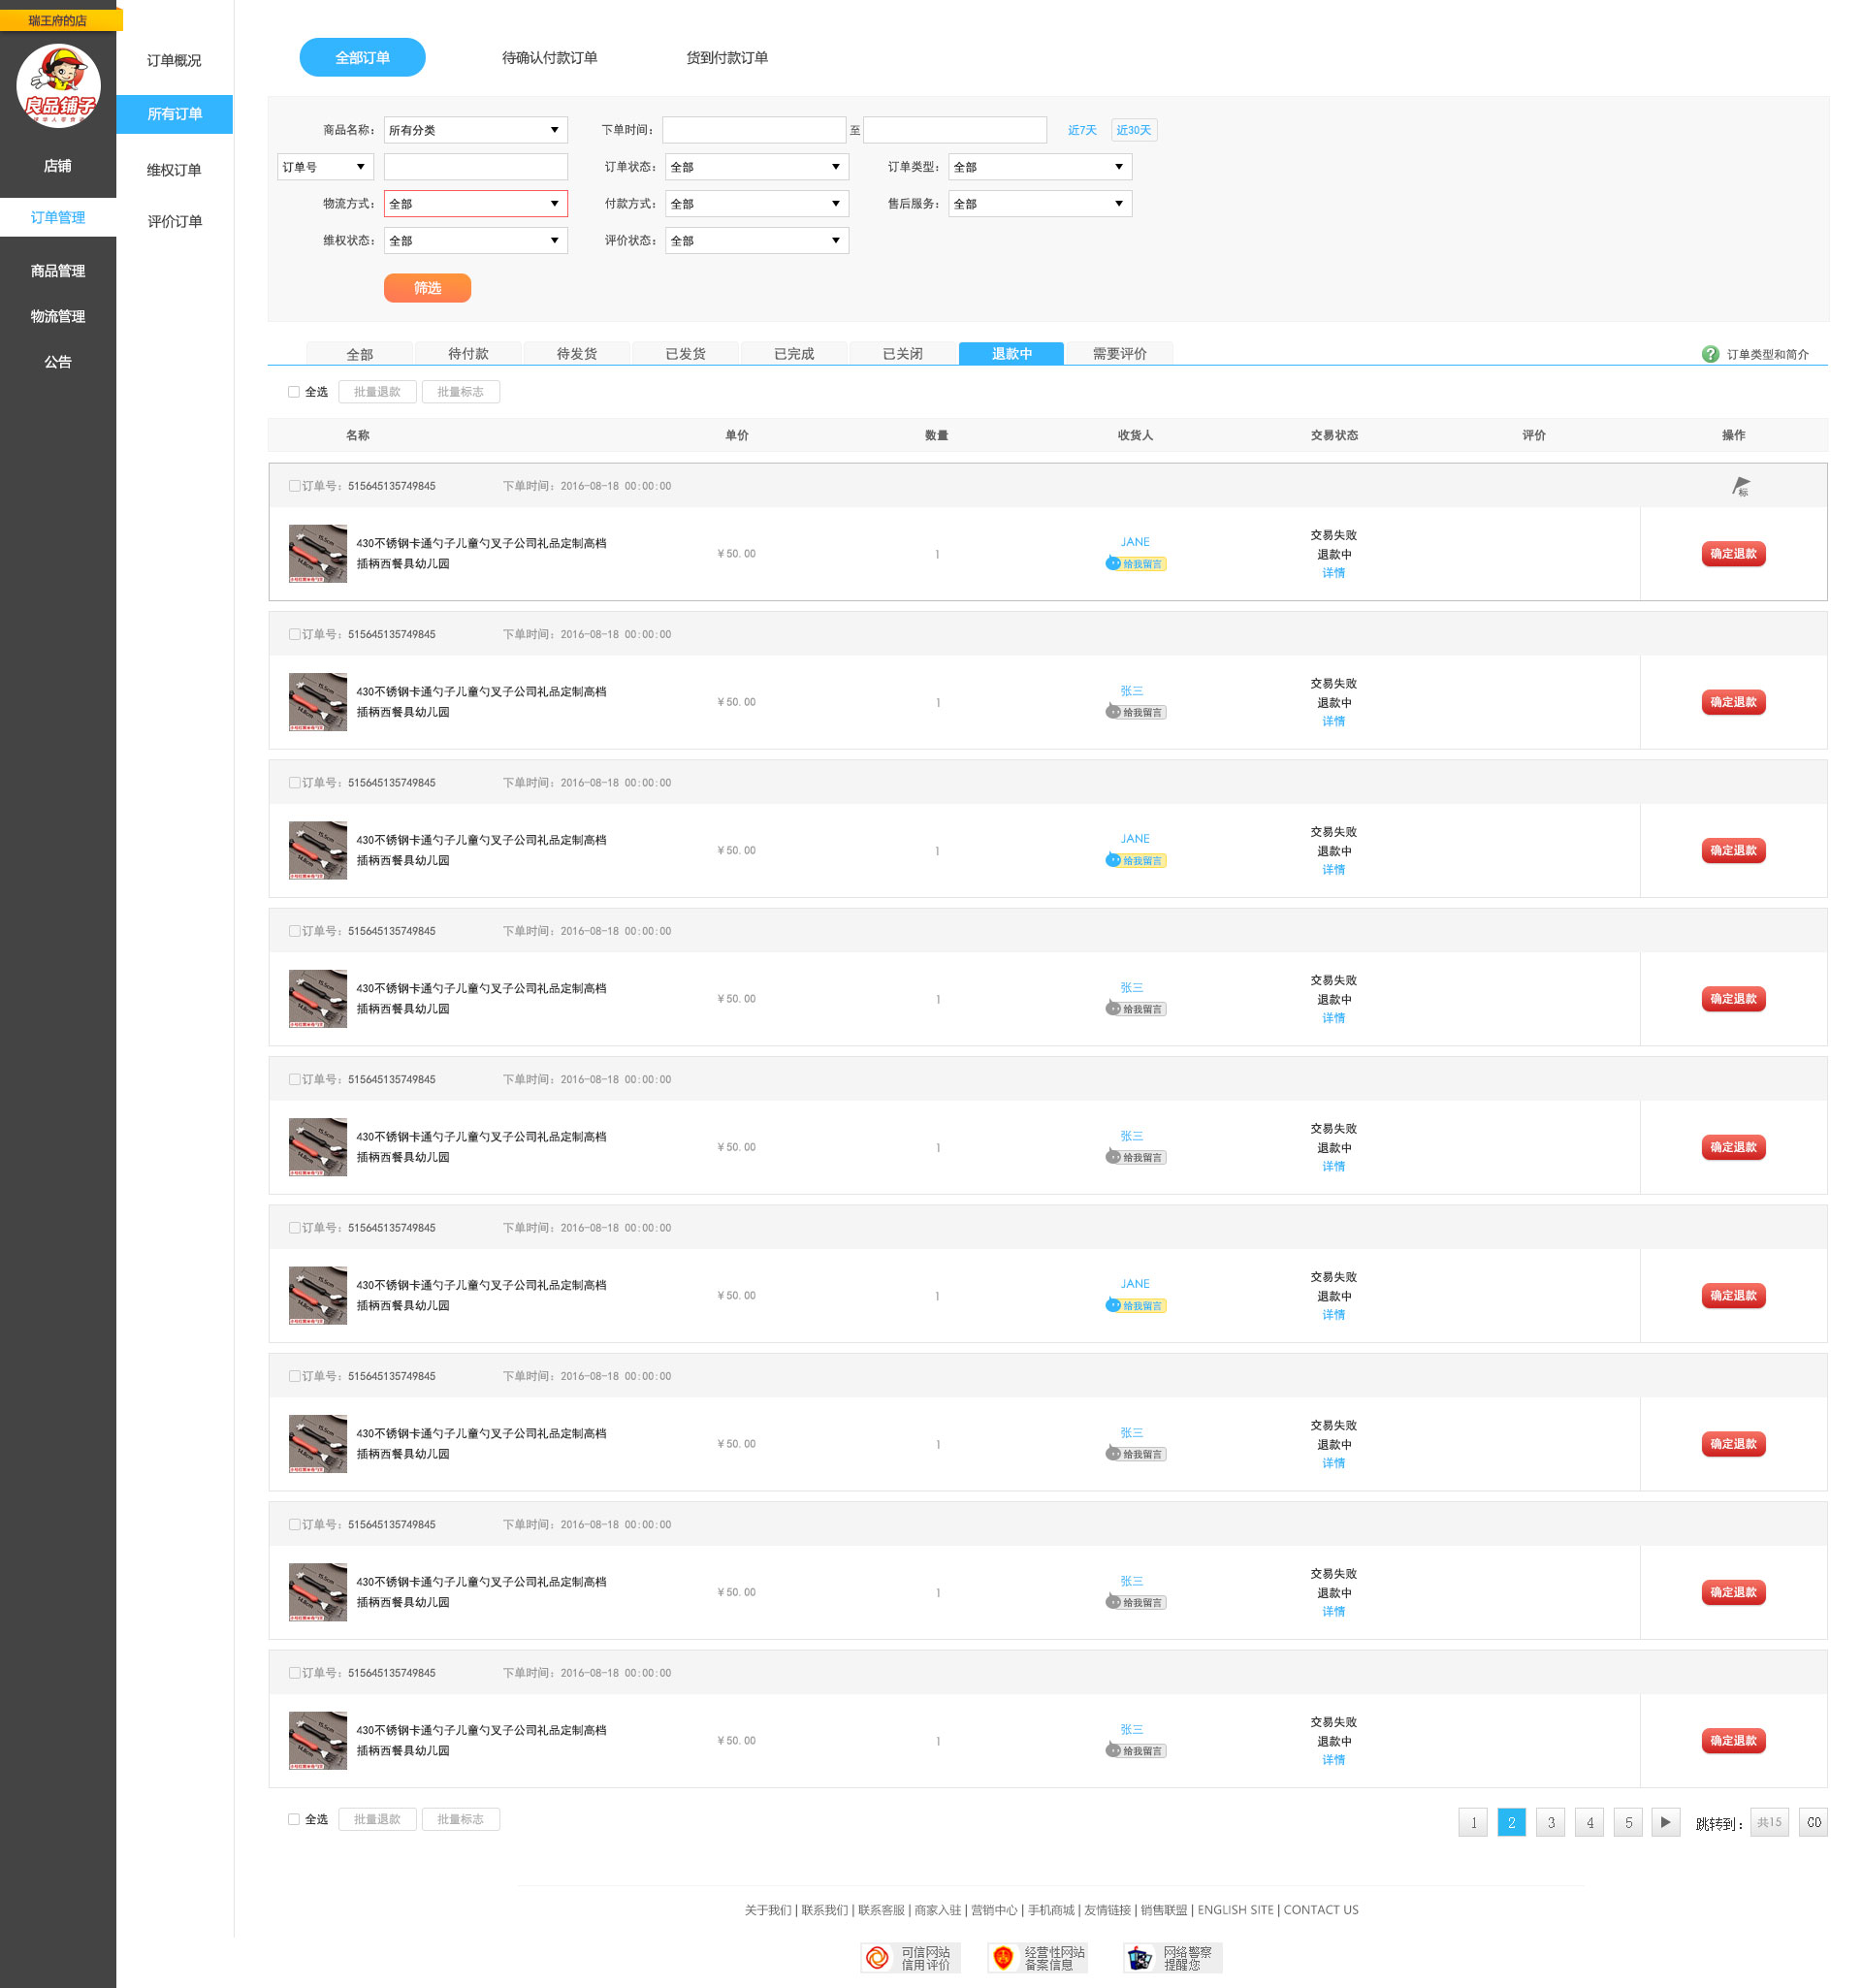 瑞王府的店
良品铺子
店铺
订单管理
商品管理
物流管理
公告
订单概况
所有订单
维权订单
评价订单
全部订单 待确认付款订单 货到付款订单
商品名称： 所有分类 下单时间： 至 近7天 近30天
订单号 订单状态： 全部 订单类型： 全部
物流方式： 全部 付款方式： 全部 售后服务： 全部
维权状态： 全部 评价状态： 全部
筛选
全部 待付款 待发货 已发货 已完成 已关闭 退款中 需要评价 ? 订单类型和简介
全选 批量退款 批量标志
名称 单价 数量 收货人 交易状态 评价 操作
订单号：515645135749845 下单时间：2016-08-18 00:00:00 标
430不锈钢卡通勺子儿童勺叉子公司礼品定制高档
插柄西餐具幼儿园
￥50.00 1
JANE
给我留言
交易失败
退款中
详情
确定退款
订单号：515645135749845 下单时间：2016-08-18 00:00:00
430不锈钢卡通勺子儿童勺叉子公司礼品定制高档
插柄西餐具幼儿园
￥50.00 1
张三
给我留言
交易失败
退款中
详情
确定退款
订单号：515645135749845 下单时间：2016-08-18 00:00:00
430不锈钢卡通勺子儿童勺叉子公司礼品定制高档
插柄西餐具幼儿园
￥50.00 1
JANE
给我留言
交易失败
退款中
详情
确定退款
订单号：515645135749845 下单时间：2016-08-18 00:00:00
430不锈钢卡通勺子儿童勺叉子公司礼品定制高档
插柄西餐具幼儿园
￥50.00 1
张三
给我留言
交易失败
退款中
详情
确定退款
订单号：515645135749845 下单时间：2016-08-18 00:00:00
430不锈钢卡通勺子儿童勺叉子公司礼品定制高档
插柄西餐具幼儿园
￥50.00 1
张三
给我留言
交易失败
退款中
详情
确定退款
订单号：515645135749845 下单时间：2016-08-18 00:00:00
430不锈钢卡通勺子儿童勺叉子公司礼品定制高档
插柄西餐具幼儿园
￥50.00 1
JANE
给我留言
交易失败
退款中
详情
确定退款
订单号：515645135749845 下单时间：2016-08-18 00:00:00
430不锈钢卡通勺子儿童勺叉子公司礼品定制高档
插柄西餐具幼儿园
￥50.00 1
张三
给我留言
交易失败
退款中
详情
确定退款
订单号：515645135749845 下单时间：2016-08-18 00:00:00
430不锈钢卡通勺子儿童勺叉子公司礼品定制高档
插柄西餐具幼儿园
￥50.00 1
张三
给我留言
交易失败
退款中
详情
确定退款
订单号：515645135749845 下单时间：2016-08-18 00:00:00
430不锈钢卡通勺子儿童勺叉子公司礼品定制高档
插柄西餐具幼儿园
￥50.00 1
张三
给我留言
交易失败
退款中
详情
确定退款
全选 批量退款 批量标志
1 2 3 4 5 跳转到： 共15 GO
关于我们 | 联系我们 | 联系客服 | 商家入驻 | 营销中心 | 手机商城 | 友情链接 | 销售联盟 | ENGLISH SITE | CONTACT US
可信网站
信用评价
经营性网站
备案信息
网络警察
提醒您